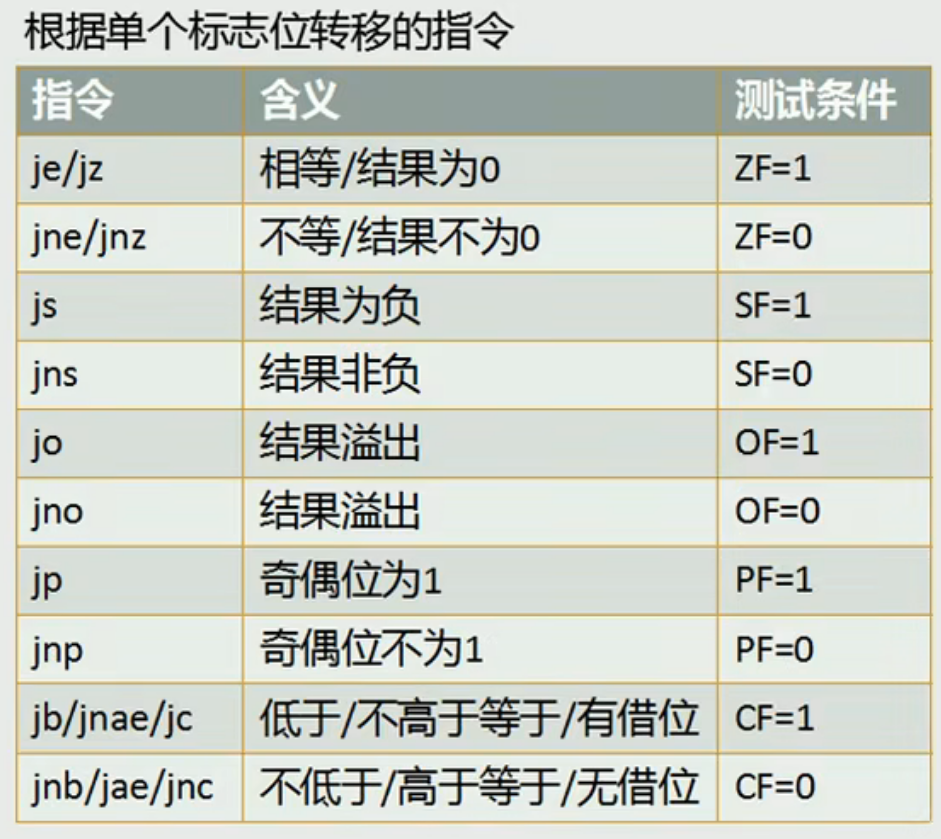 根据单个标志位转移的指令
指令 含义 测试条件
je/jz 相等/结果为0 ZF=1
jne/jnz 不等/结果不为0 ZF=0
js 结果为负 SF=1
jns 结果非负 SF=0
jo 结果溢出 OF=1
jno 结果溢出 OF=0
jp 奇偶位为1 PF=1
jnp 奇偶位不为1 PF=0
jb/jnae/jc 低于/不高于等于/有借位 CF=1
jnb/jae/jnc 不低于/高于等于/无借位 CF=0